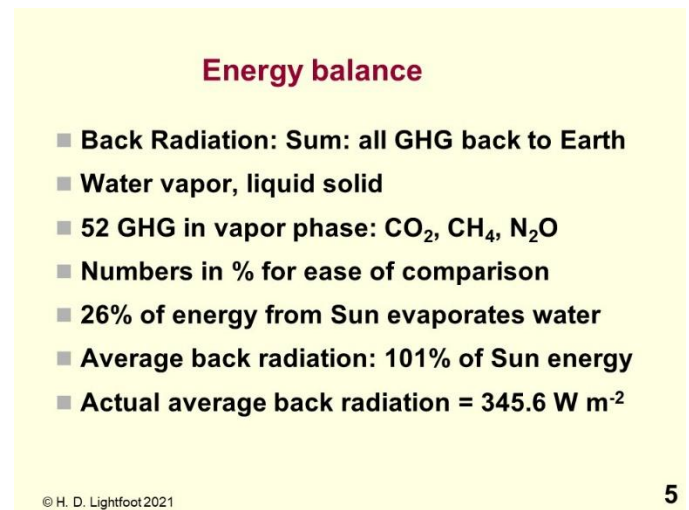 Energy balance
Back Radiation: Sum: all GHG back to Earth
Water vapor, liquid solid
52 GHG in vapor phase: CO₂, CH₄, N₂O
Numbers in % for ease of comparison
26% of energy from Sun evaporates water
Average back radiation: 101% of Sun energy
Actual average back radiation = 345.6 W m⁻²
© H. D. Lightfoot 2021
5